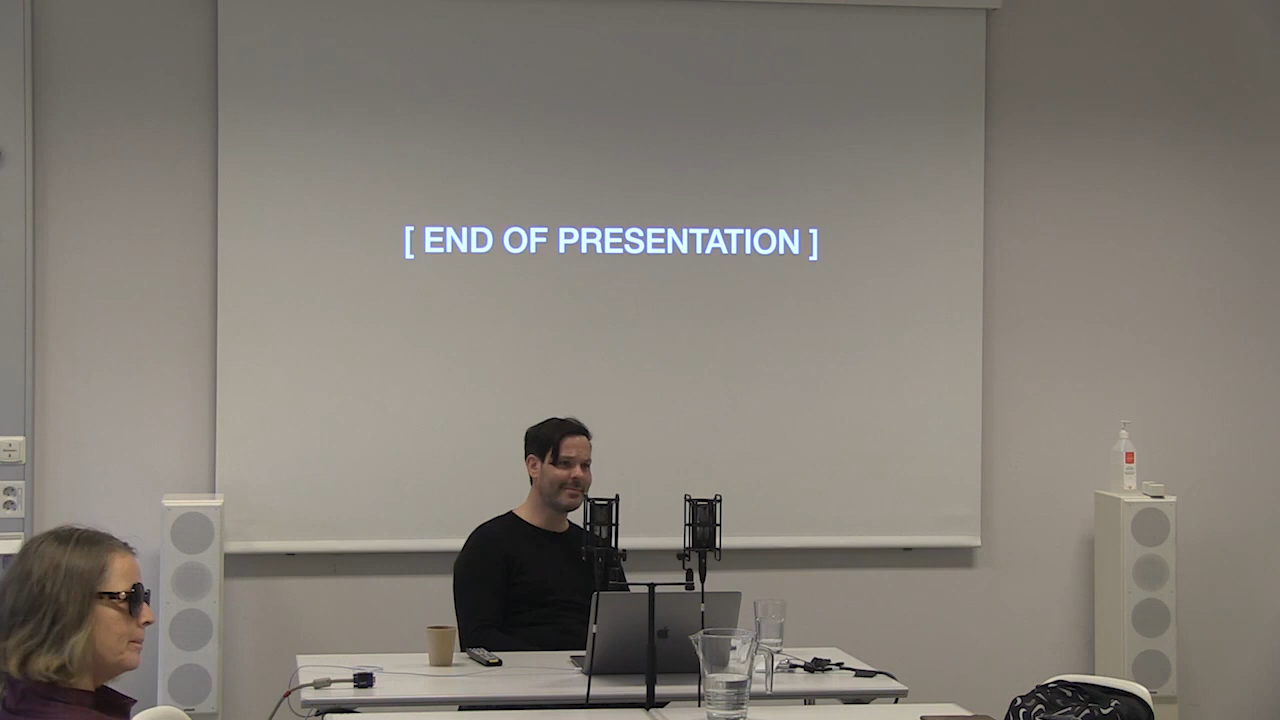 [ END OF PRESENTATION ]